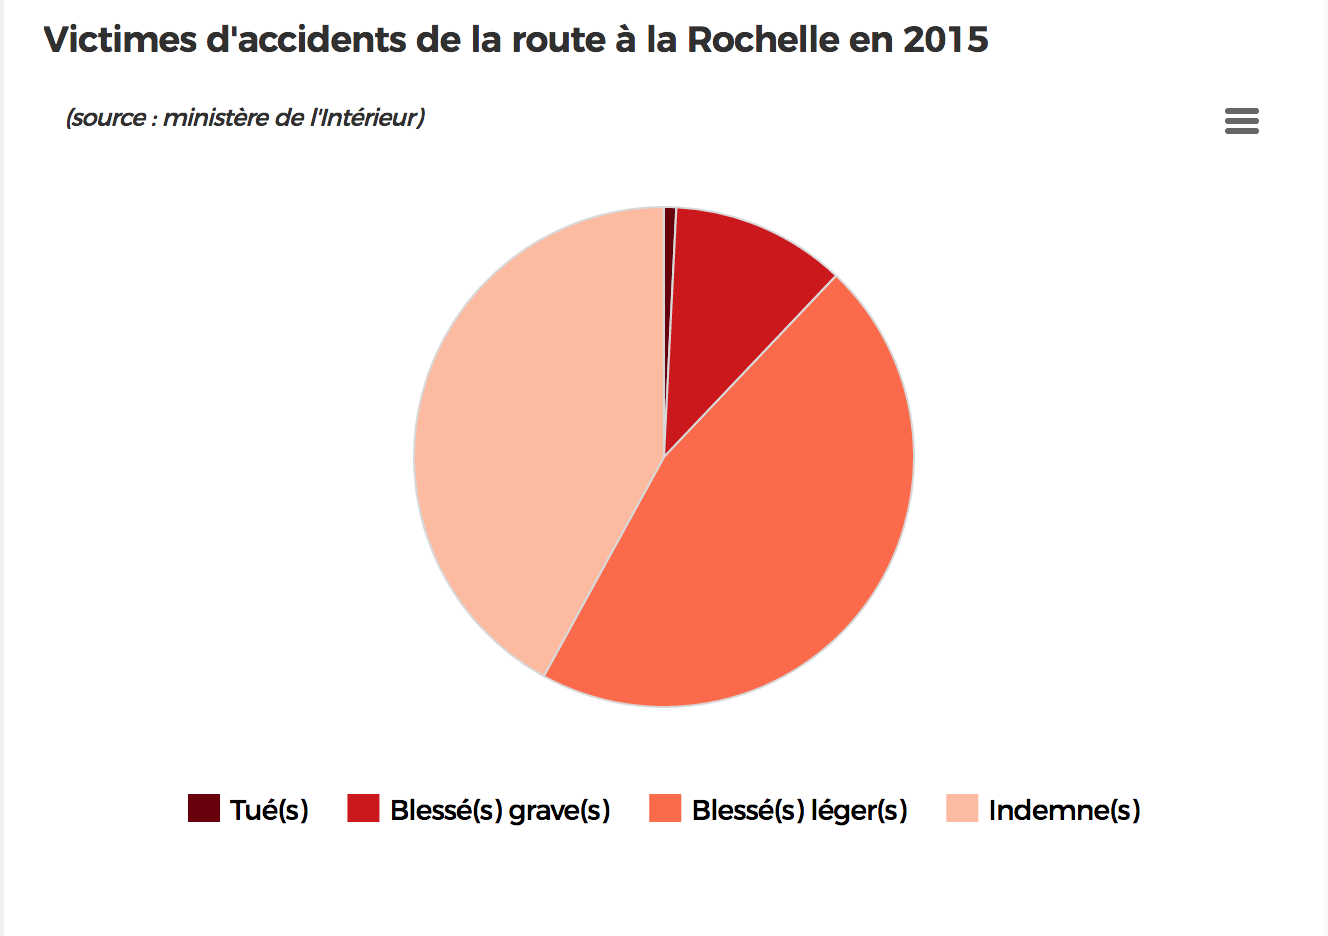 Victimes d'accidents de la route à la Rochelle en 2015
(source : ministère de l'Intérieur)
Tué(s) Blessé(s) grave(s) Blessé(s) léger(s) Indemne(s)